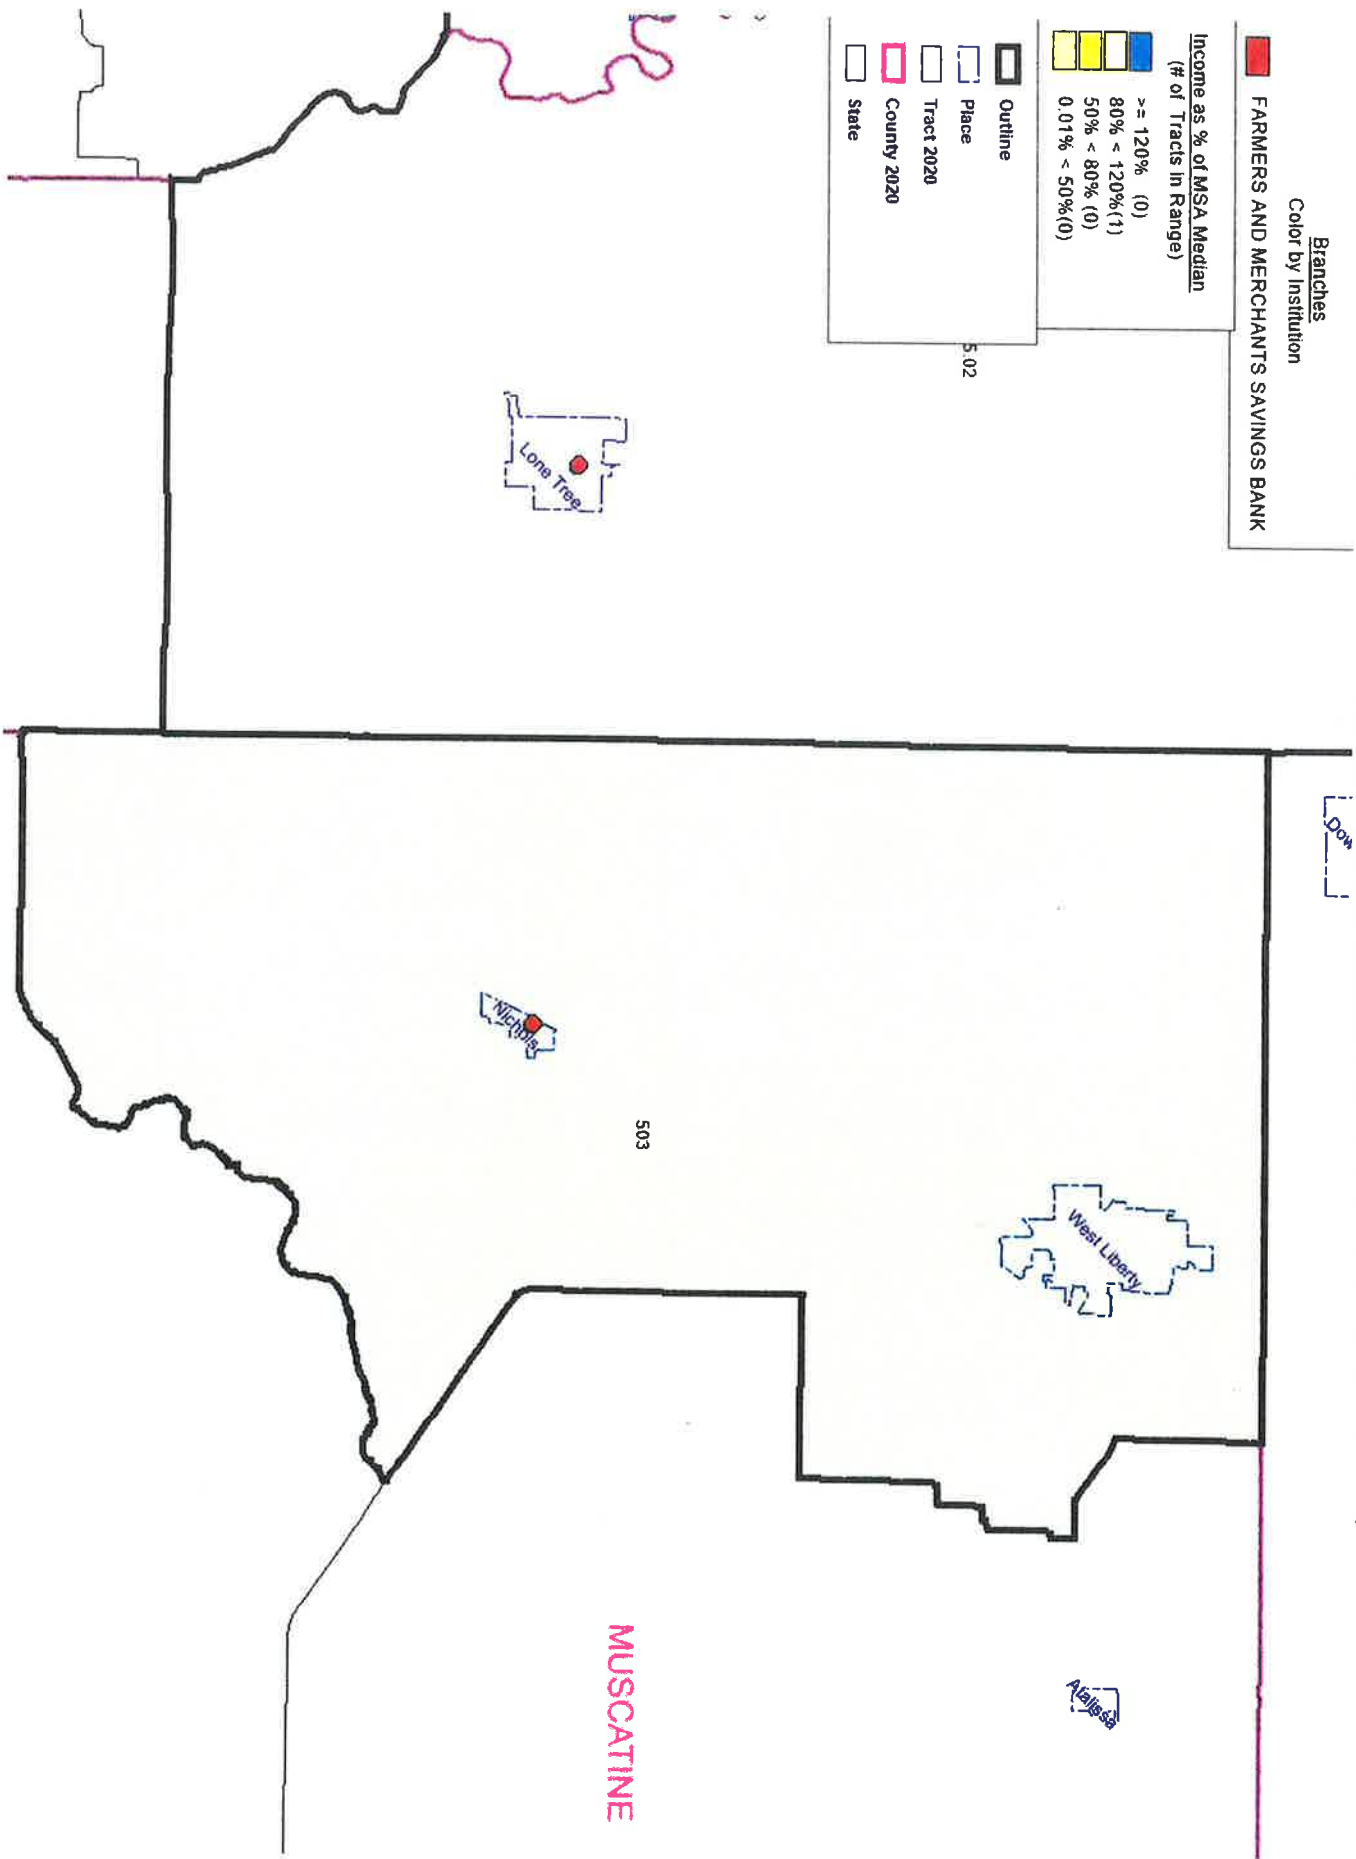 Branches
Color by Institution
FARMERS AND MERCHANTS SAVINGS BANK
Income as % of MSA Median
(# of Tracts in Range)
>= 120% (0)
80% < 120%(1)
50% < 80% (0)
0.01% < 50%(0)
Outline
Place
Tract 2020
County 2020
State
5.02
Lone Tree
Dow
Nichols
503
West Liberty
Atalissa
MUSCATINE